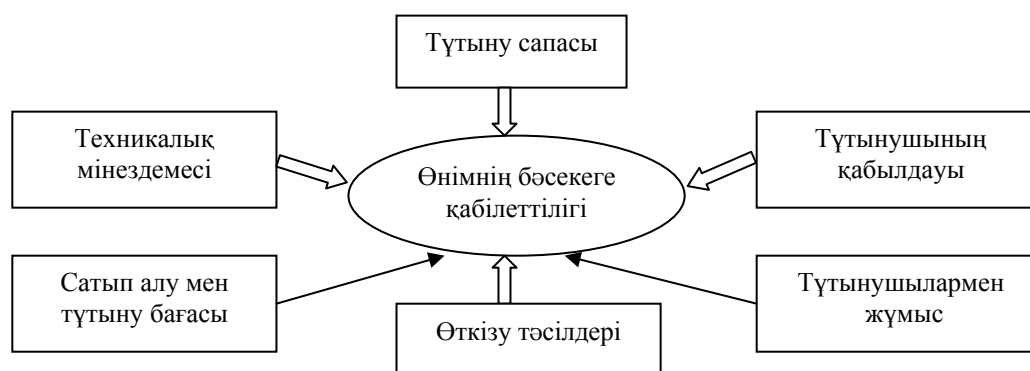 Тұтыну сапасы
Техникалық
мінездемесі
Тұтынушының
қабылдауы
Өнімнің бәсекеге
қабілеттілігі
Сатып алу мен
тұтыну бағасы
Өткізу тәсілдері
Тұтынушылармен
жұмыс